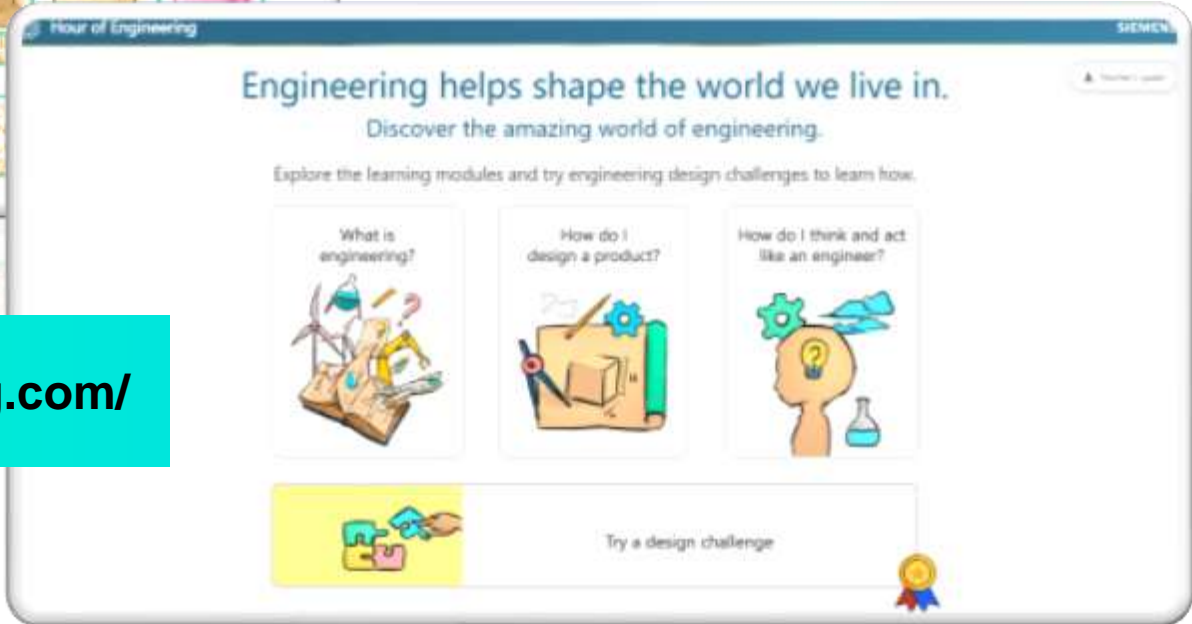 Hour of Engineering
SIEMENS
Engineering helps shape the world we live in.
Discover the amazing world of engineering.
Explore the learning modules and try engineering design challenges to learn how.
What is
engineering?
How do I
design a product?
How do I think and act
like an engineer?
g.com/
Try a design challenge